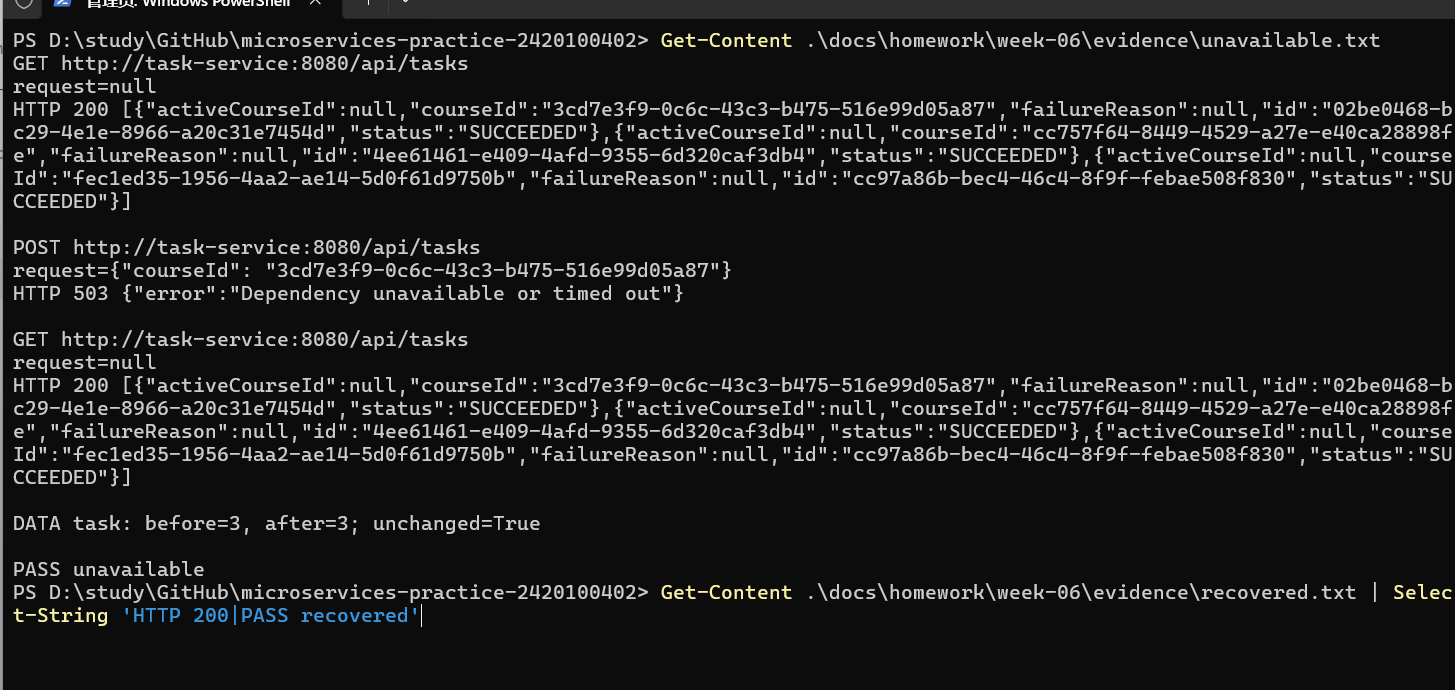 管理员: Windows PowerShell
PS D:\study\GitHub\microservices-practice-2420100402> Get-Content .\docs\homework\week-06\evidence\unavailable.txt
GET http://task-service:8080/api/tasks
request=null
HTTP 200 [{"activeCourseId":null,"courseId":"3cd7e3f9-0c6c-43c3-b475-516e99d05a87","failureReason":null,"id":"02be0468-b
c29-4e1e-8966-a20c31e7454d","status":"SUCCEEDED"},{"activeCourseId":null,"courseId":"cc757f64-8449-4529-a27e-e40ca28898f
e","failureReason":null,"id":"4ee61461-e409-4afd-9355-6d320caf3db4","status":"SUCCEEDED"},{"activeCourseId":null,"course
Id":"fec1ed35-1956-4aa2-ae14-5d0f61d9750b","failureReason":null,"id":"cc97a86b-bec4-46c4-8f9f-febae508f830","status":"SU
CCEEDED"}]
POST http://task-service:8080/api/tasks
request={"courseId": "3cd7e3f9-0c6c-43c3-b475-516e99d05a87"}
HTTP 503 {"error":"Dependency unavailable or timed out"}
GET http://task-service:8080/api/tasks
request=null
HTTP 200 [{"activeCourseId":null,"courseId":"3cd7e3f9-0c6c-43c3-b475-516e99d05a87","failureReason":null,"id":"02be0468-b
c29-4e1e-8966-a20c31e7454d","status":"SUCCEEDED"},{"activeCourseId":null,"courseId":"cc757f64-8449-4529-a27e-e40ca28898f
e","failureReason":null,"id":"4ee61461-e409-4afd-9355-6d320caf3db4","status":"SUCCEEDED"},{"activeCourseId":null,"course
Id":"fec1ed35-1956-4aa2-ae14-5d0f61d9750b","failureReason":null,"id":"cc97a86b-bec4-46c4-8f9f-febae508f830","status":"SU
CCEEDED"}]
DATA task: before=3, after=3; unchanged=True
PASS unavailable
PS D:\study\GitHub\microservices-practice-2420100402> Get-Content .\docs\homework\week-06\evidence\recovered.txt | Selec
t-String 'HTTP 200|PASS recovered'